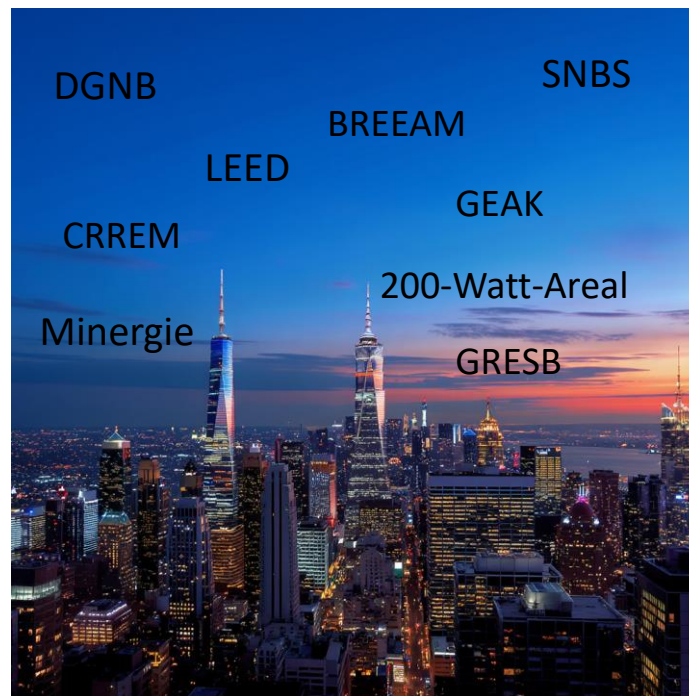 DGNB
SNBS
BREEAM
LEED
GEAK
CRREM
200-Watt-Areal
Minergie
GRESB